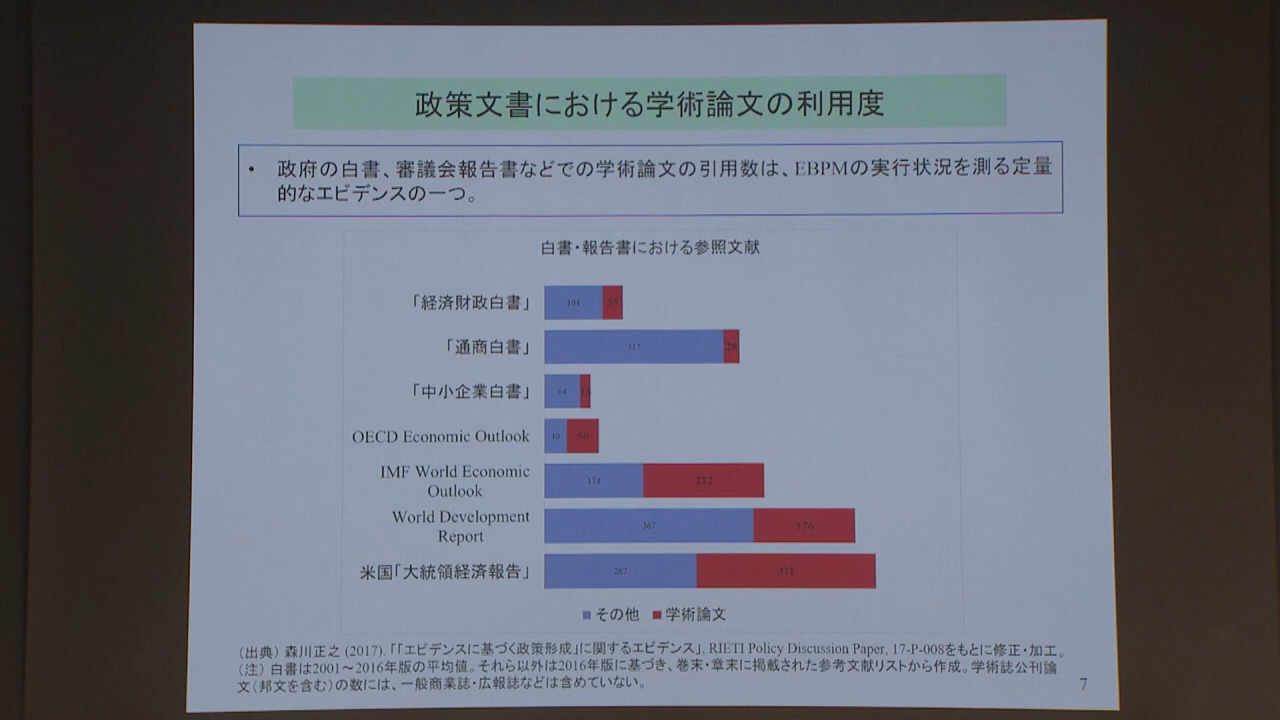 政策文書における学術論文の利用度
• 政府の白書、審議会報告書などでの学術論文の引用数は、EBPMの実行状況を測る定量
的なエビデンスの一つ。
白書・報告書における参照文献
「経済財政白書」 104 35
「通商白書」 317 28
「中小企業白書」 64 18
OECD Economic Outlook 40 56
IMF World Economic
Outlook 174 212
World Development
Report 367 176
米国「大統領経済報告」 267
その他 学術論文
（出典） 森川正之 (2017). 「「エビデンスに基づく政策形成」に関するエビデンス」, RIETI Policy Discussion Paper, 17-P-008をもとに修正・加工。
（注） 白書は2001～2016年版の平均値。それら以外は2016年版に基づき、巻末・章末に掲載された参考文献リストから作成。学術誌公刊論
文（邦文を含む）の数には、一般商業誌・広報誌などは含めていない。
7